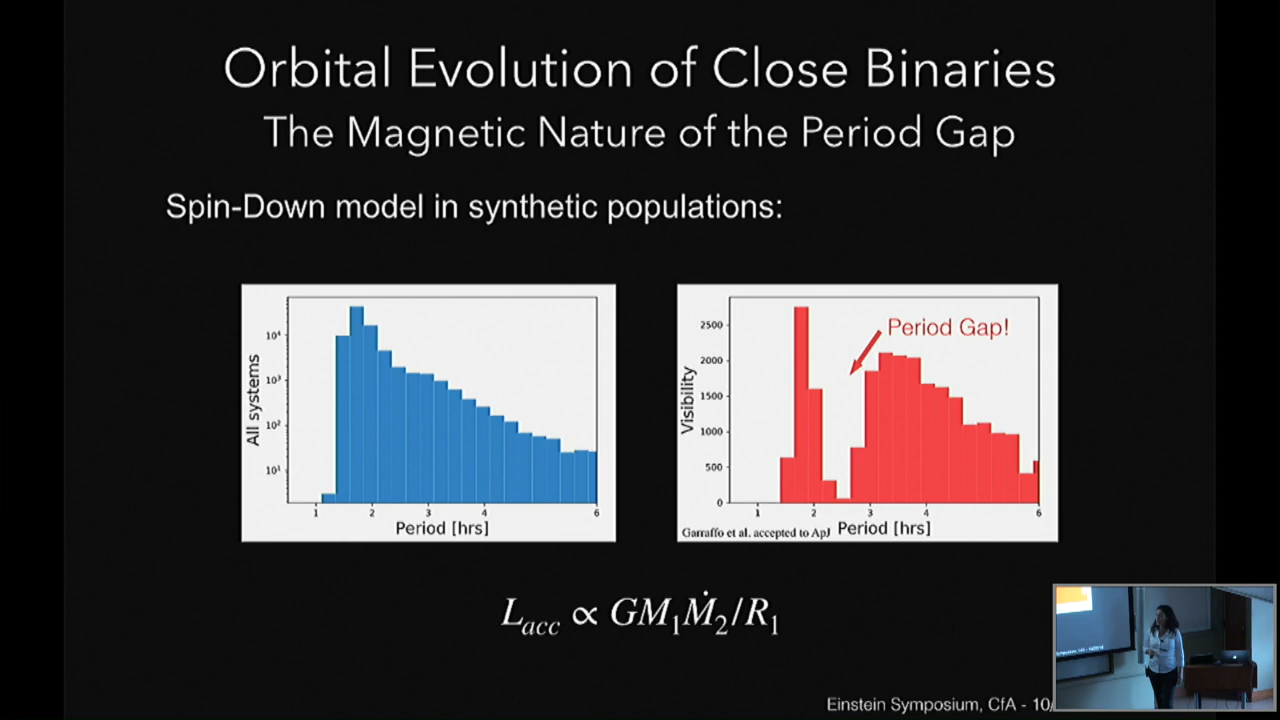 Orbital Evolution of Close Binaries
The Magnetic Nature of the Period Gap
Spin-Down model in synthetic populations:
All systems
10⁴
10³
10²
10¹
1 2 3 4 6
Period [hrs]
Period Gap!
Visibility
2500
2000
1500
1000
500
0
1 2 3 4 6
Garraffo et al. accepted to ApJ Period [hrs]
L_acc ∝ GM₁Ṁ₂/R₁
Einstein Symposium, CfA - 10/